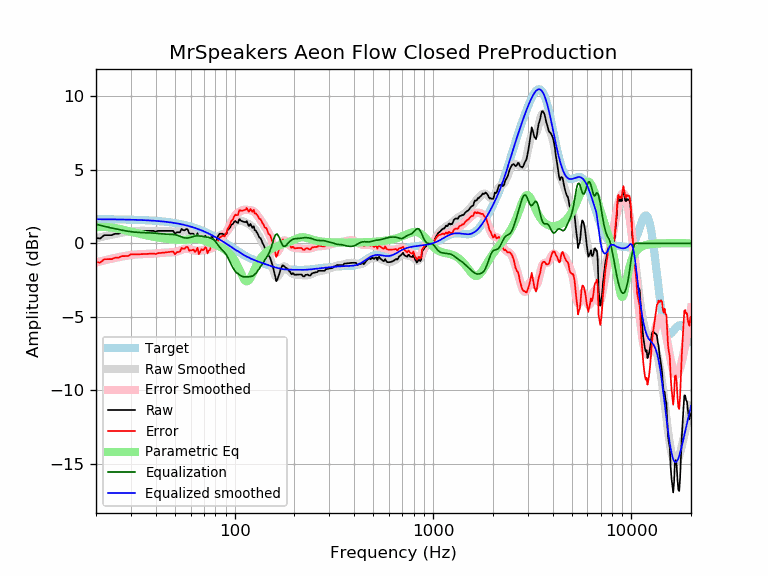 MrSpeakers Aeon Flow Closed PreProduction
Amplitude (dBr)
10
5
0
−5
−10
−15
Target
Raw Smoothed
Error Smoothed
Raw
Error
Parametric Eq
Equalization
Equalized smoothed
100
1000
10000
Frequency (Hz)